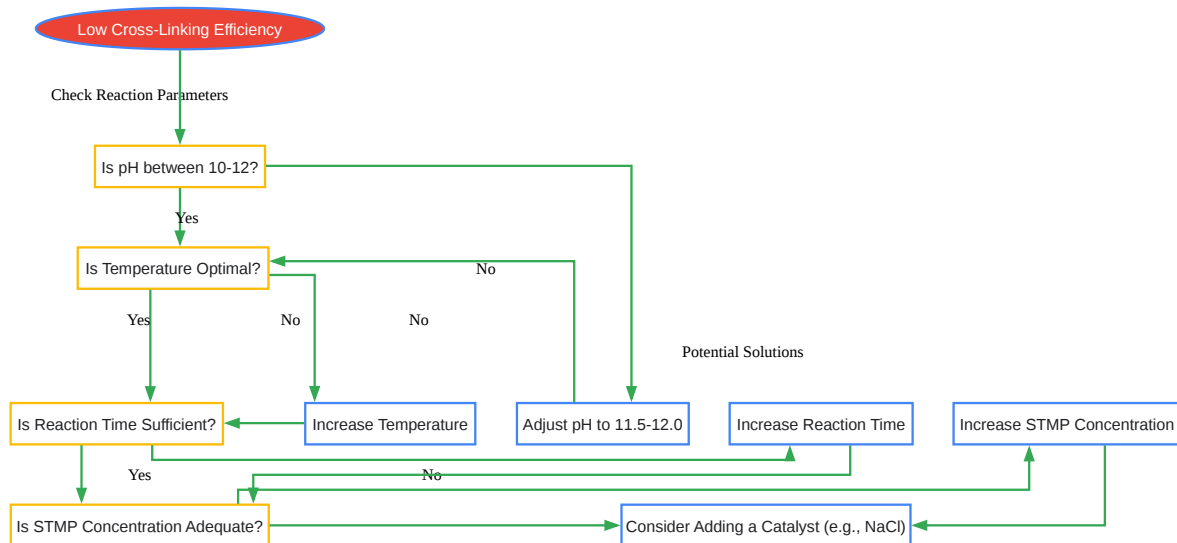 Low Cross-Linking Efficiency
Check Reaction Parameters
Is pH between 10-12?
Yes
Is Temperature Optimal?
No
Yes
No
No
Potential Solutions
Is Reaction Time Sufficient?
Increase Temperature
Adjust pH to 11.5-12.0
Increase Reaction Time
Increase STMP Concentration
Yes
No
Is STMP Concentration Adequate?
Consider Adding a Catalyst (e.g., NaCl)